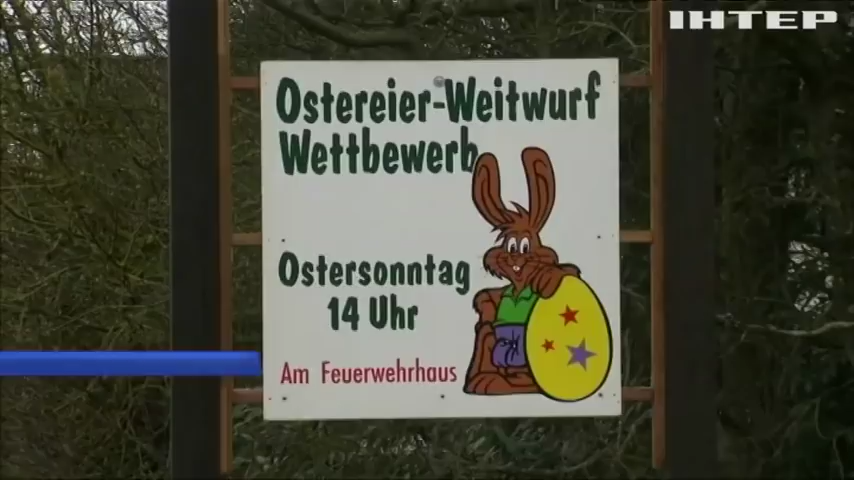 ІНТЕР
Ostereier-Weitwurf
Wettbewerb
Ostersonntag
14 Uhr
Am Feuerwehrhaus